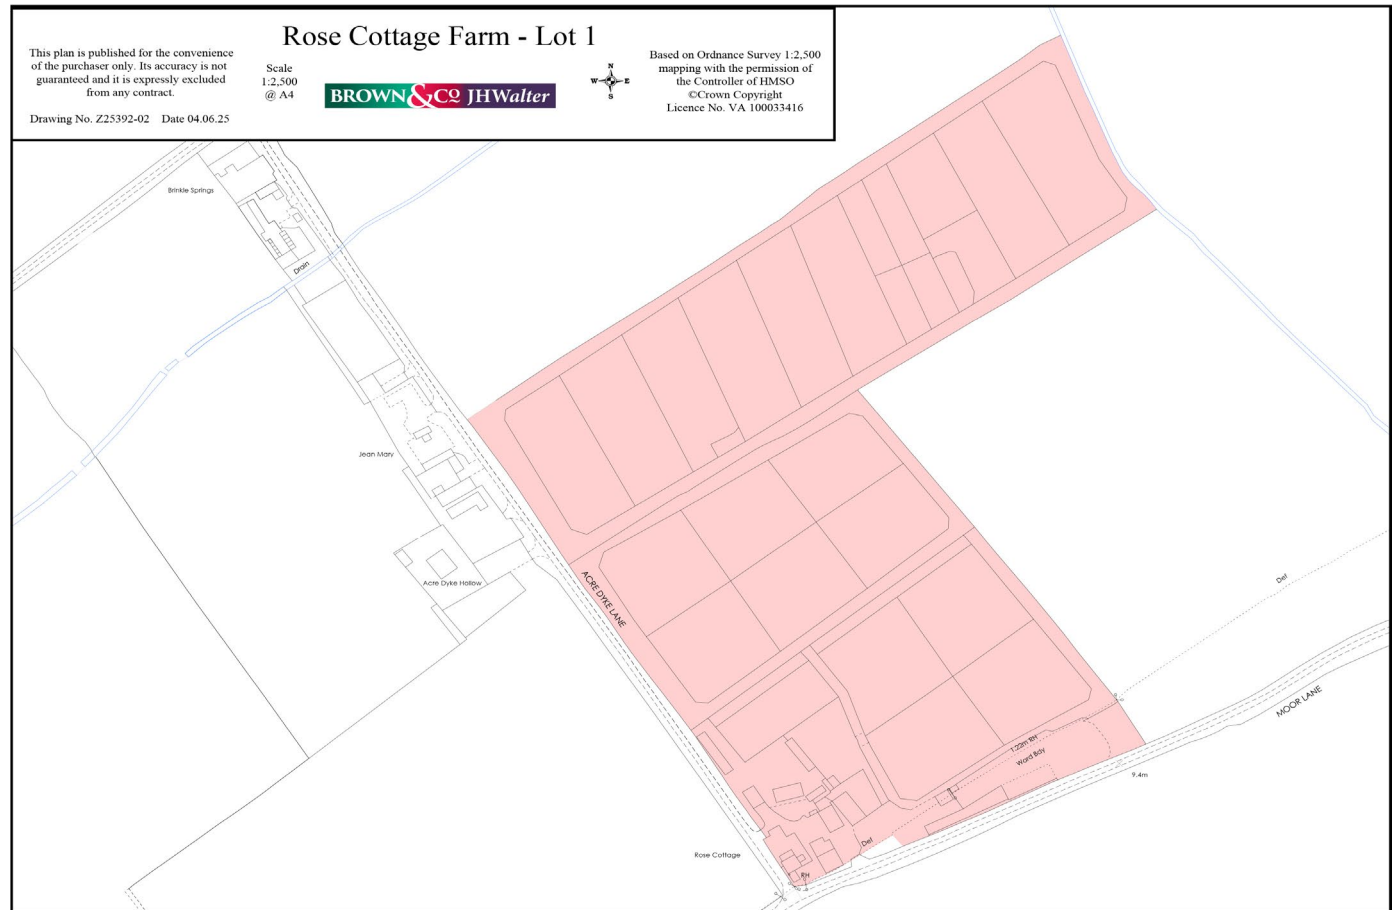 Rose Cottage Farm - Lot 1
This plan is published for the convenience
of the purchaser only. Its accuracy is not
guaranteed and it is expressly excluded
from any contract.
Drawing No. Z25392-02 Date 04.06.25
Scale
1:2,500
@ A4
BROWN&CO JHWalter
N
W E
S
Based on Ordnance Survey 1:2,500
mapping with the permission of
the Controller of HMSO
©Crown Copyright
Licence No. VA 100033416
Brinkle Springs
Drain
Jean Mary
Acre Dyke Hollow
ACRE DYKE LANE
Def
MOOR LANE
1.22m RH
Ward Bdy
9.4m
Def
Rose Cottage
RH